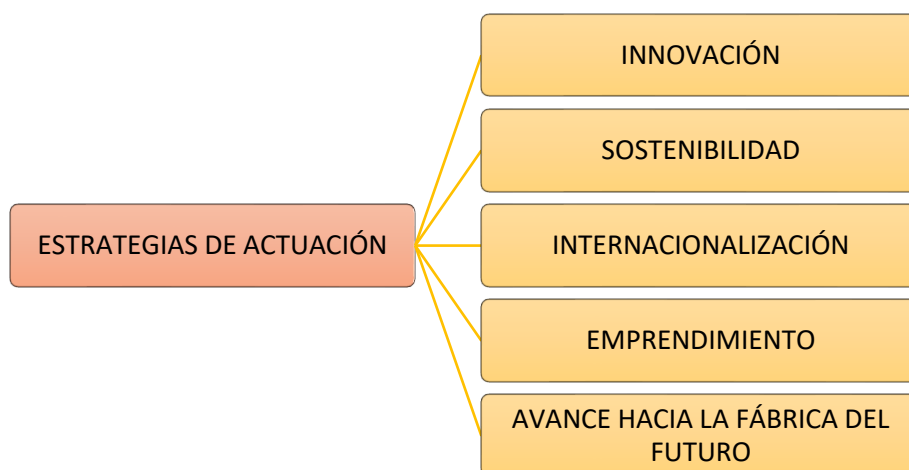 INNOVACIÓN
SOSTENIBILIDAD
ESTRATEGIAS DE ACTUACIÓN
INTERNACIONALIZACIÓN
EMPRENDIMIENTO
AVANCE HACIA LA FÁBRICA DEL
FUTURO